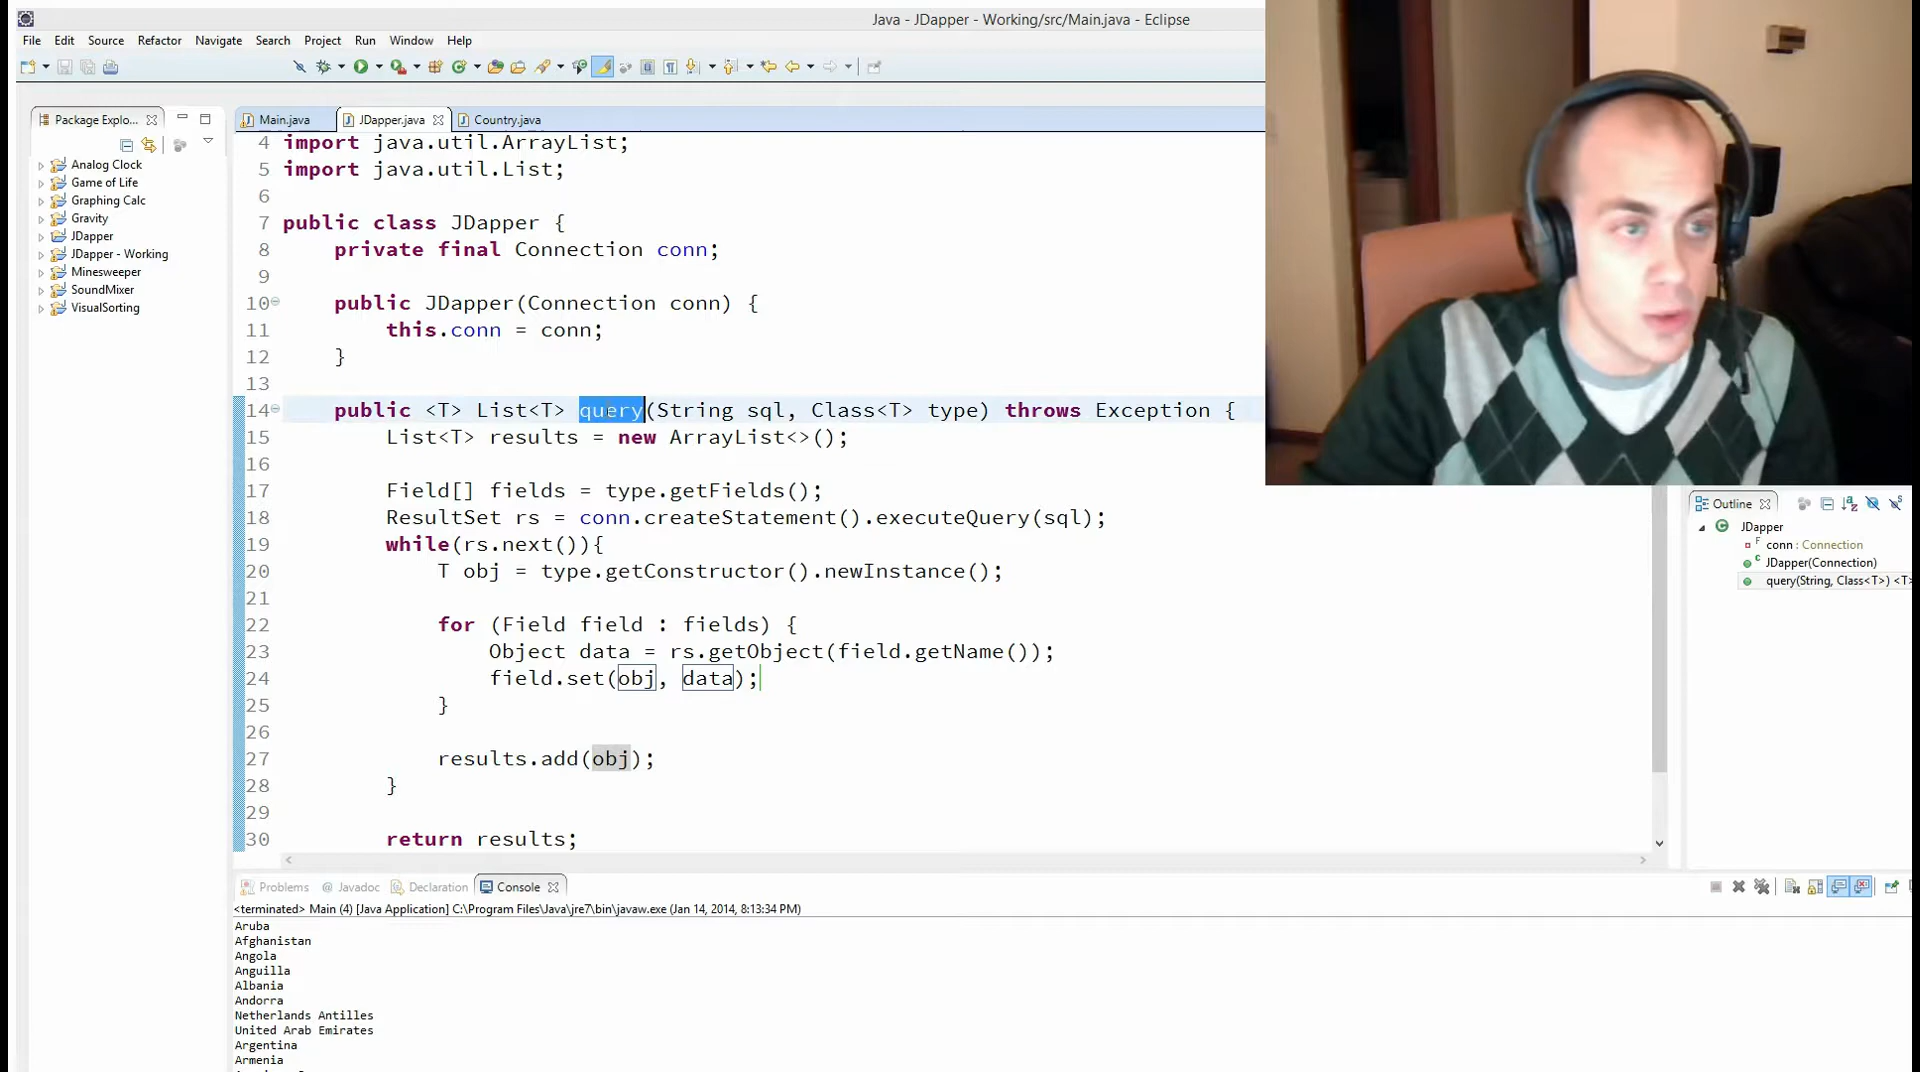 Java - JDapper - Working/src/Main.java - Eclipse
File Edit Source Refactor Navigate Search Project Run Window Help
Package Explo...
Main.java JDapper.java Country.java
Analog Clock
Game of Life
Graphing Calc
Gravity
JDapper
JDapper - Working
Minesweeper
SoundMixer
VisualSorting
4 import java.util.ArrayList;
5 import java.util.List;
6
7 public class JDapper {
8 private final Connection conn;
9
10 public JDapper(Connection conn) {
11 this.conn = conn;
12 }
13
14 public <T> List<T> query(String sql, Class<T> type) throws Exception {
15 List<T> results = new ArrayList<>();
16
17 Field[] fields = type.getFields();
18 ResultSet rs = conn.createStatement().executeQuery(sql);
19 while(rs.next()){
20 T obj = type.getConstructor().newInstance();
21
22 for (Field field : fields) {
23 Object data = rs.getObject(field.getName());
24 field.set(obj, data);
25 }
26
27 results.add(obj);
28 }
29
30 return results;
Outline
JDapper
conn : Connection
JDapper(Connection)
query(String, Class<T>) <T>
Problems @ Javadoc Declaration Console
<terminated> Main (4) [Java Application] C:\Program Files\Java\jre7\bin\javaw.exe (Jan 14, 2014, 8:13:34 PM)
Aruba
Afghanistan
Angola
Anguilla
Albania
Andorra
Netherlands Antilles
United Arab Emirates
Argentina
Armenia